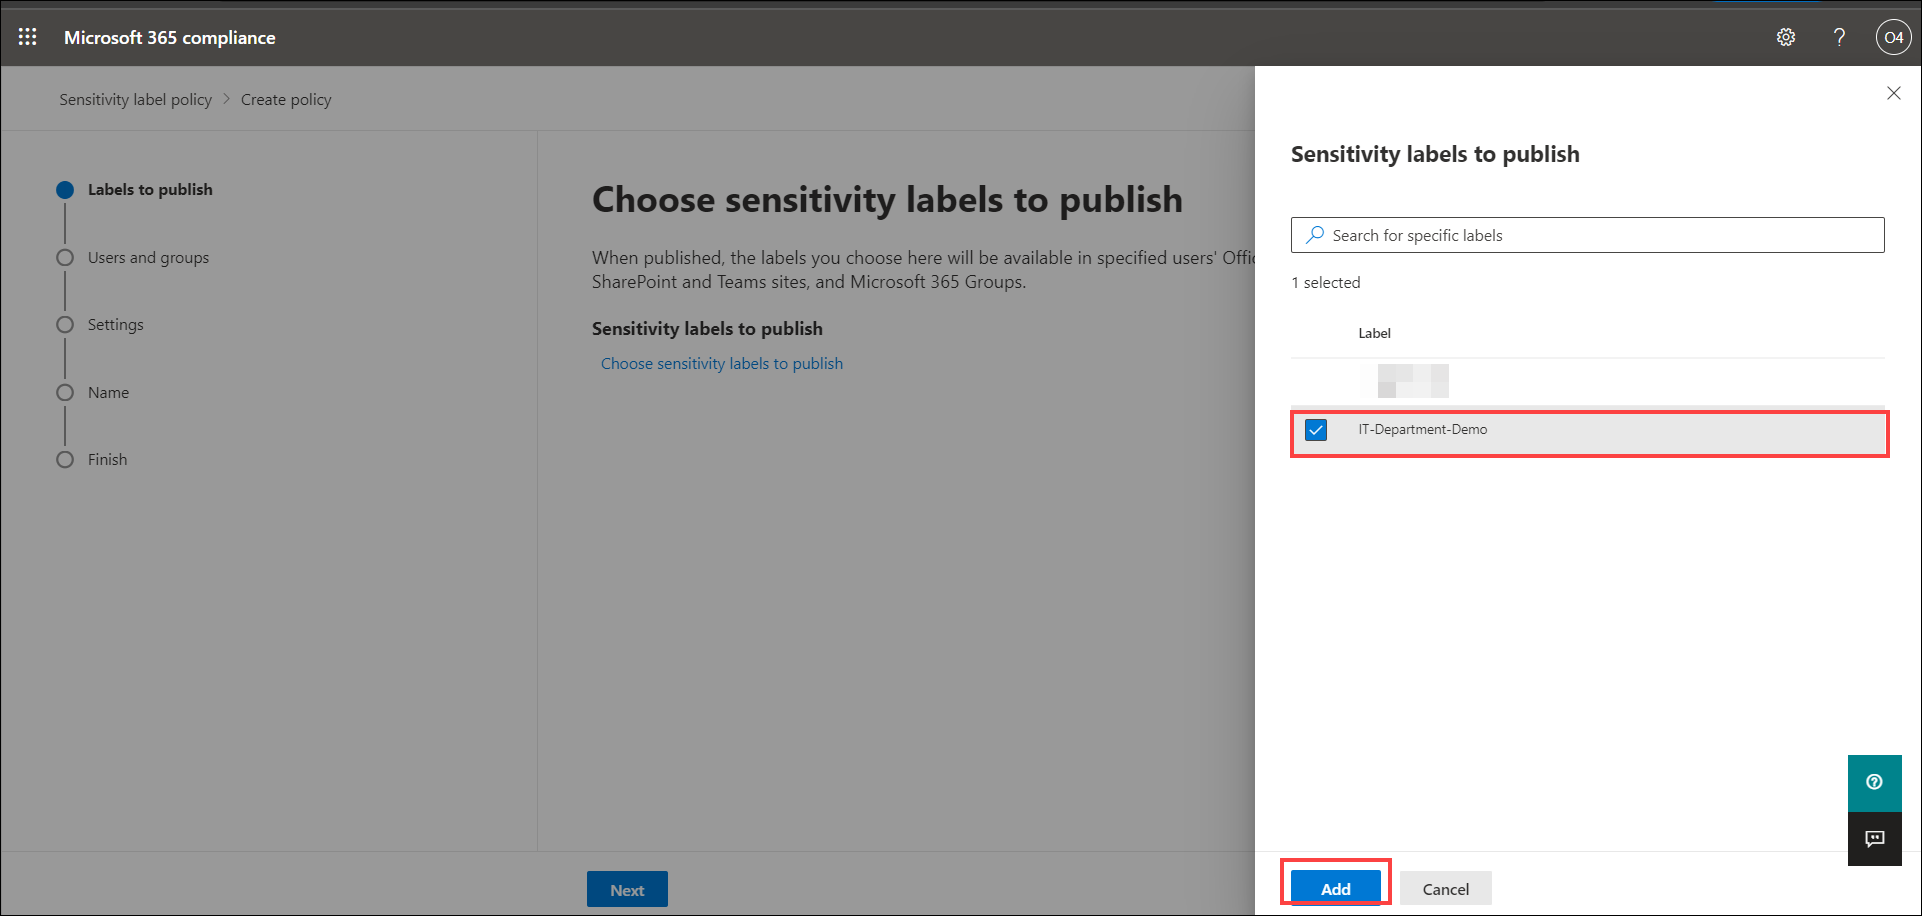 Microsoft 365 compliance
O4
Sensitivity label policy > Create policy
Labels to publish
Users and groups
Settings
Name
Finish
Choose sensitivity labels to publish
When published, the labels you choose here will be available in specified users' Offic
SharePoint and Teams sites, and Microsoft 365 Groups.
Sensitivity labels to publish
Choose sensitivity labels to publish
Next
Sensitivity labels to publish
Search for specific labels
1 selected
Label
IT-Department-Demo
Add
Cancel